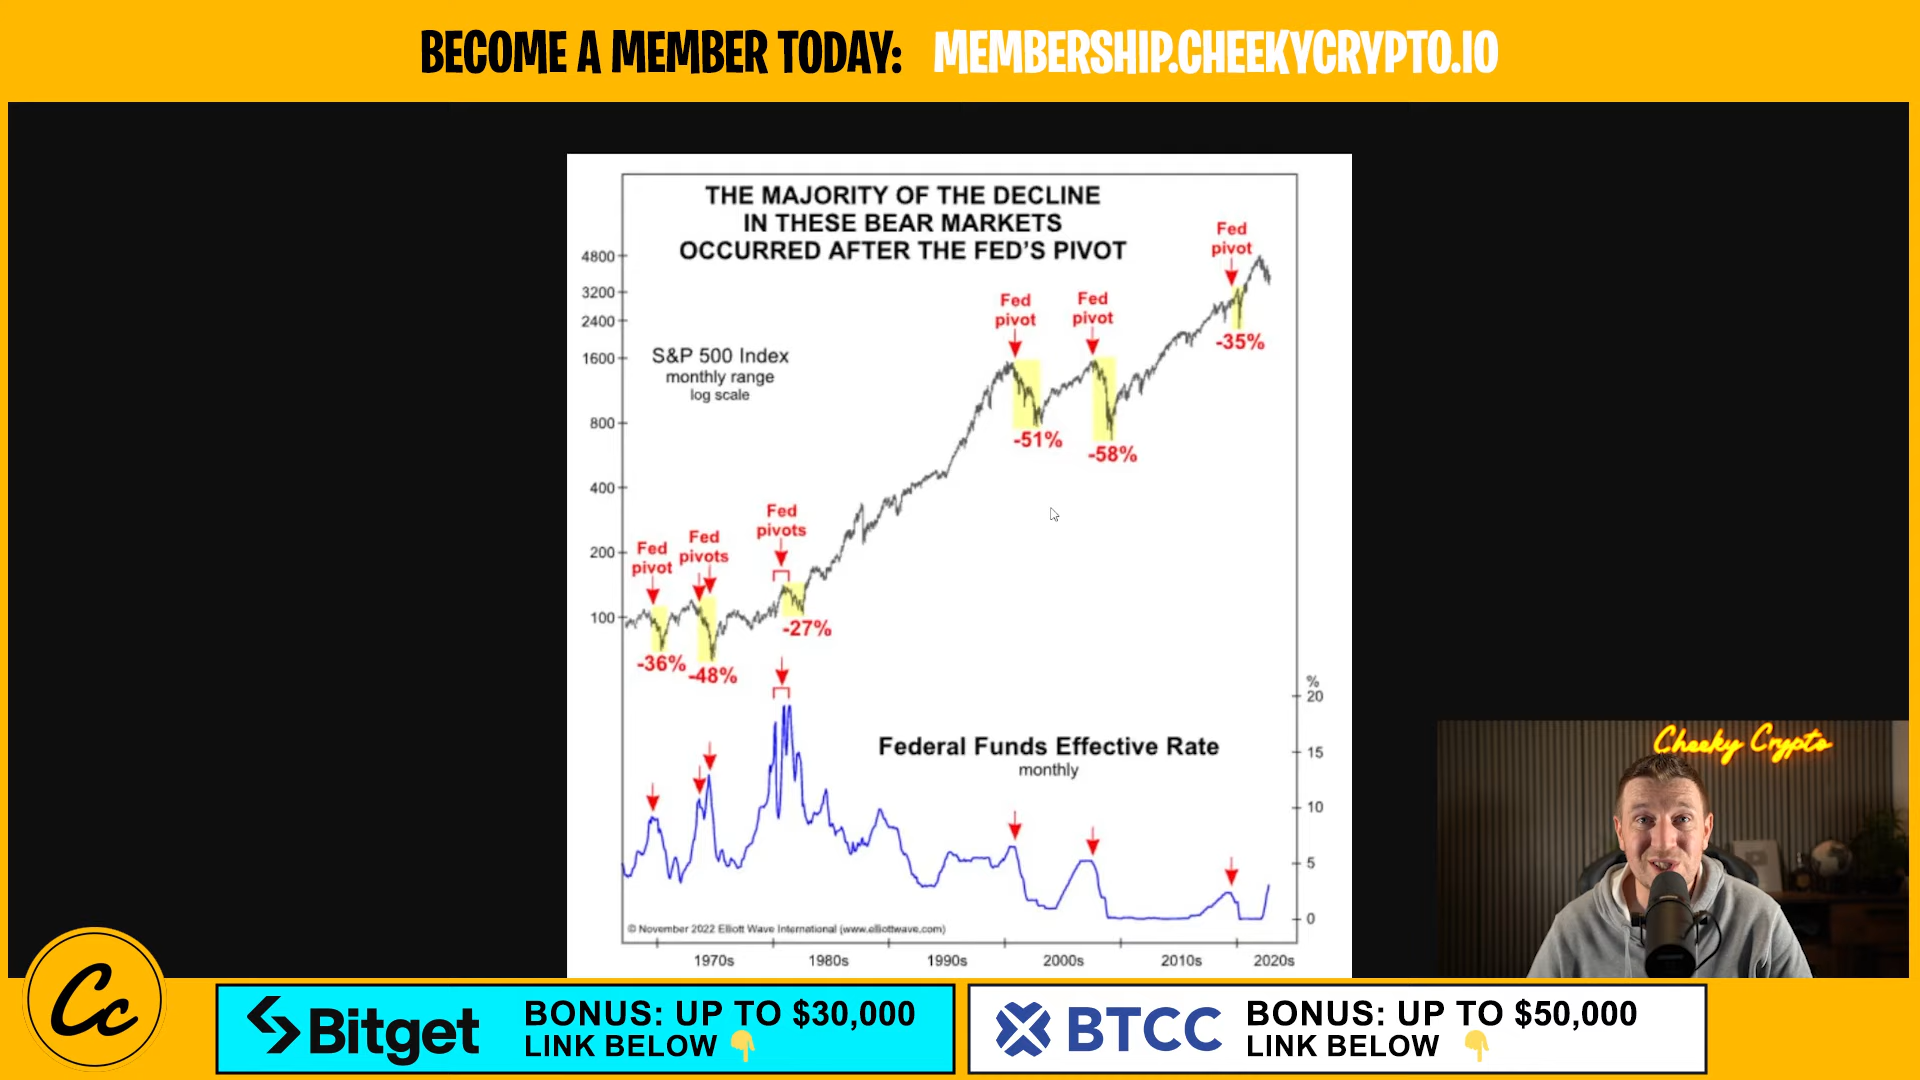 BECOME A MEMBER TODAY: MEMBERSHIP.CHEEKYCRYPTO.IO
THE MAJORITY OF THE DECLINE
IN THESE BEAR MARKETS
OCCURRED AFTER THE FED'S PIVOT
S&P 500 Index
monthly range
log scale
4800
3200
2400
1600
800
400
200
100
Fed
pivot
-36%
Fed
pivots
-48%
Fed
pivots
-27%
Fed
pivot
-51%
Fed
pivot
-58%
Fed
pivot
-35%
Federal Funds Effective Rate
monthly
%
20
15
10
5
0
© November 2022 Elliott Wave International (www.elliottwave.com)
1970s 1980s 1990s 2000s 2010s 2020s
Cheeky Crypto
Cc
Bitget
BONUS: UP TO $30,000
LINK BELOW
BTCC
BONUS: UP TO $50,000
LINK BELOW